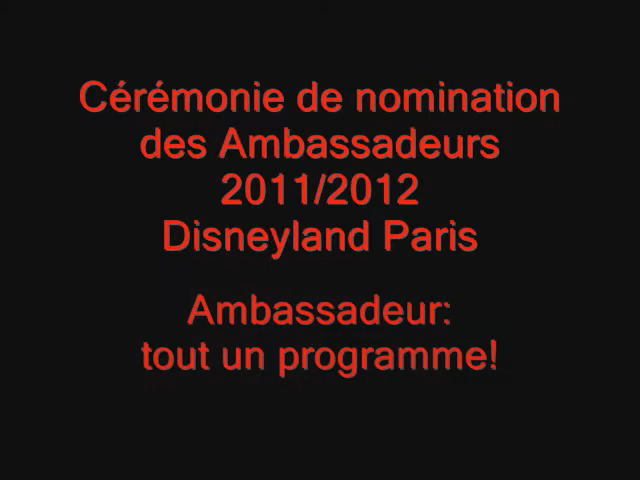 Cérémonie de nomination
des Ambassadeurs
2011/2012
Disneyland Paris
Ambassadeur:
tout un programme!